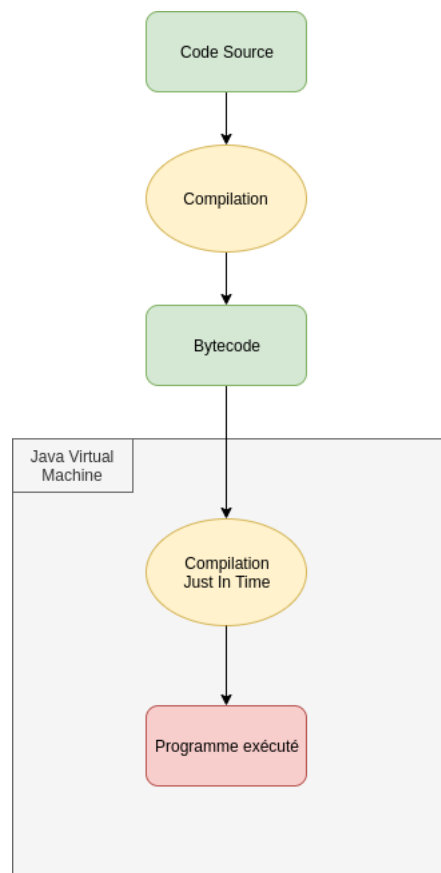 Code Source
Compilation
Bytecode
Java Virtual
Machine
Compilation
Just In Time
Programme exécuté